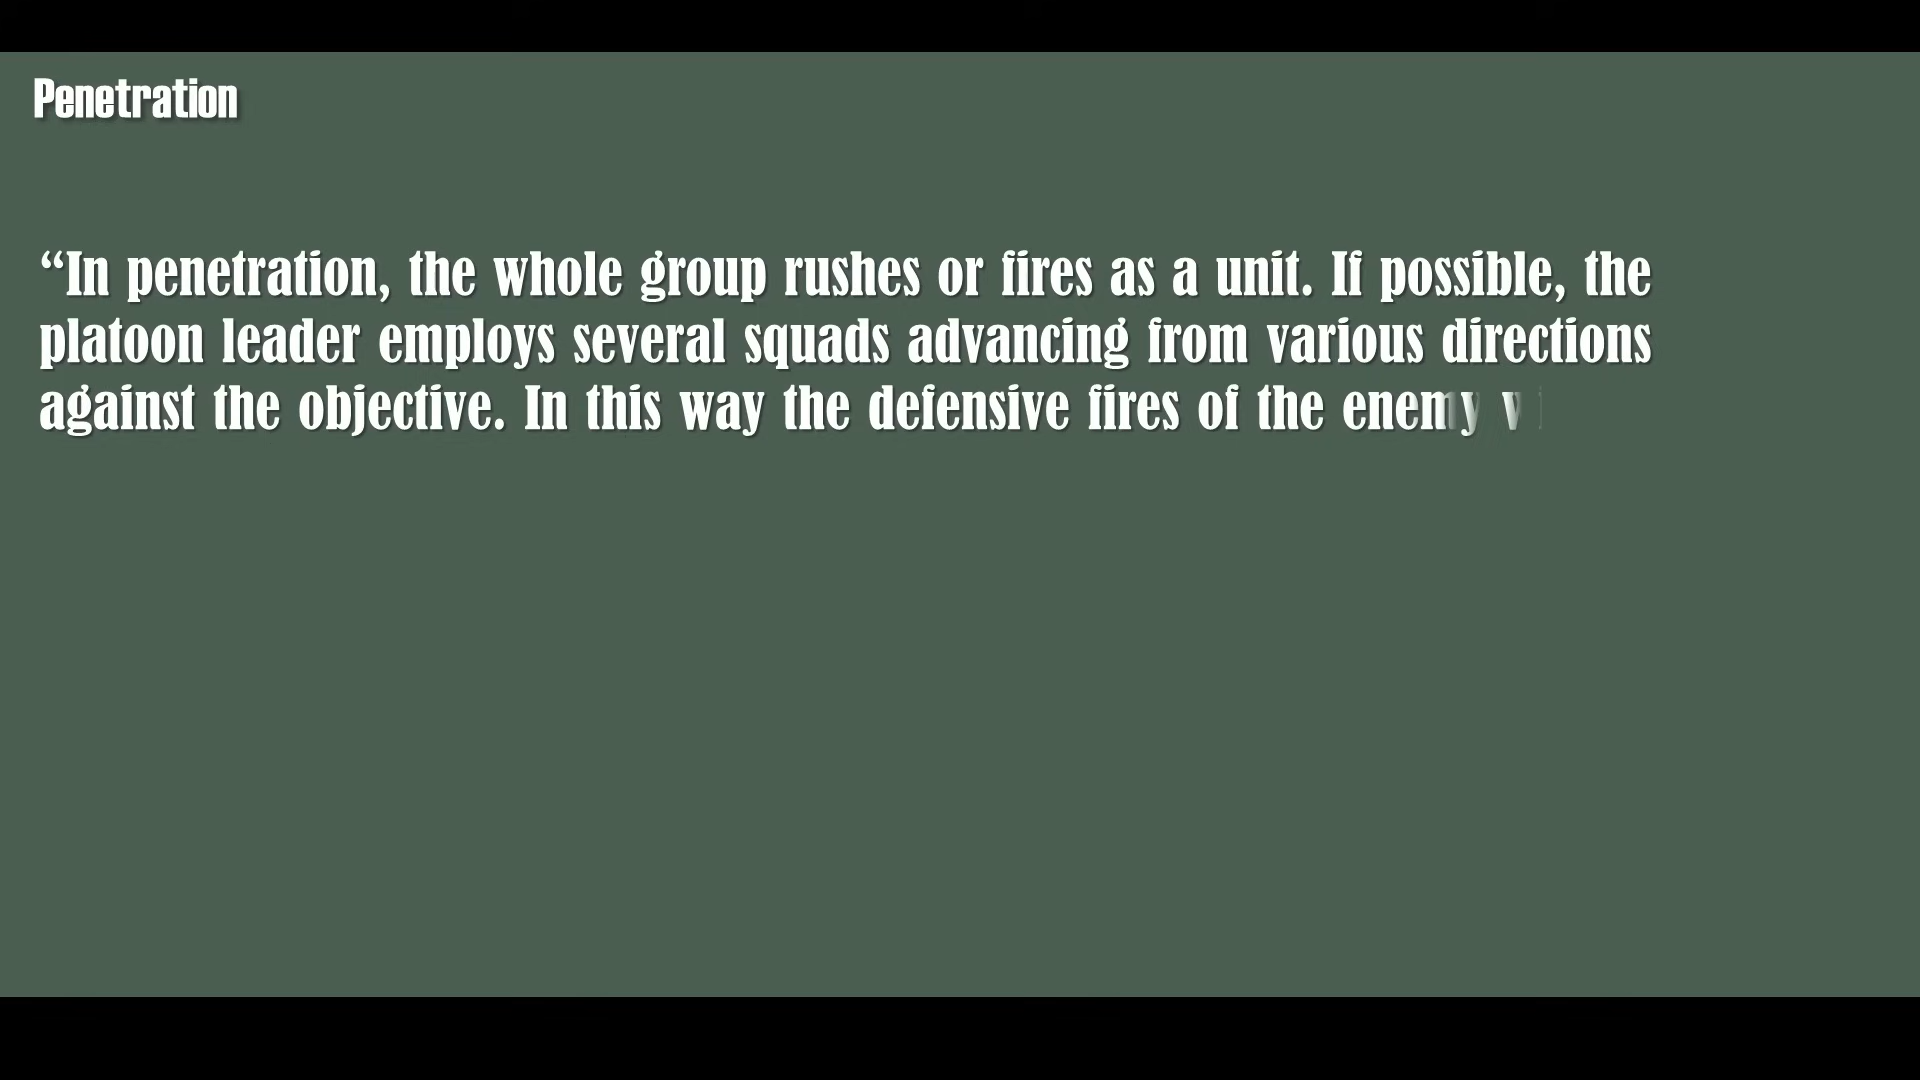 Penetration
“In penetration, the whole group rushes or fires as a unit. If possible, the
platoon leader employs several squads advancing from various directions
against the objective. In this way the defensive fires of the enemy